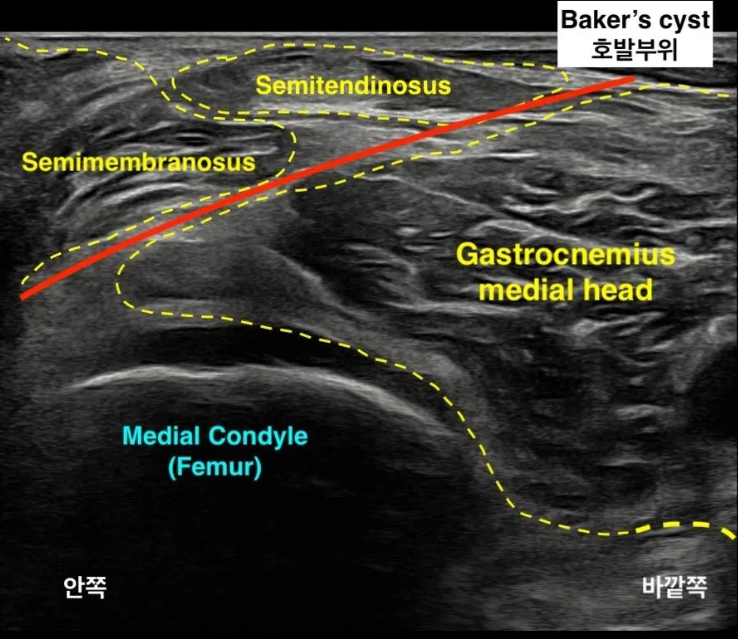 Baker's cyst
호발부위
Semitendinosus
Semimembranosus
Gastrocnemius
medial head
Medial Condyle
(Femur)
안쪽
바깥쪽